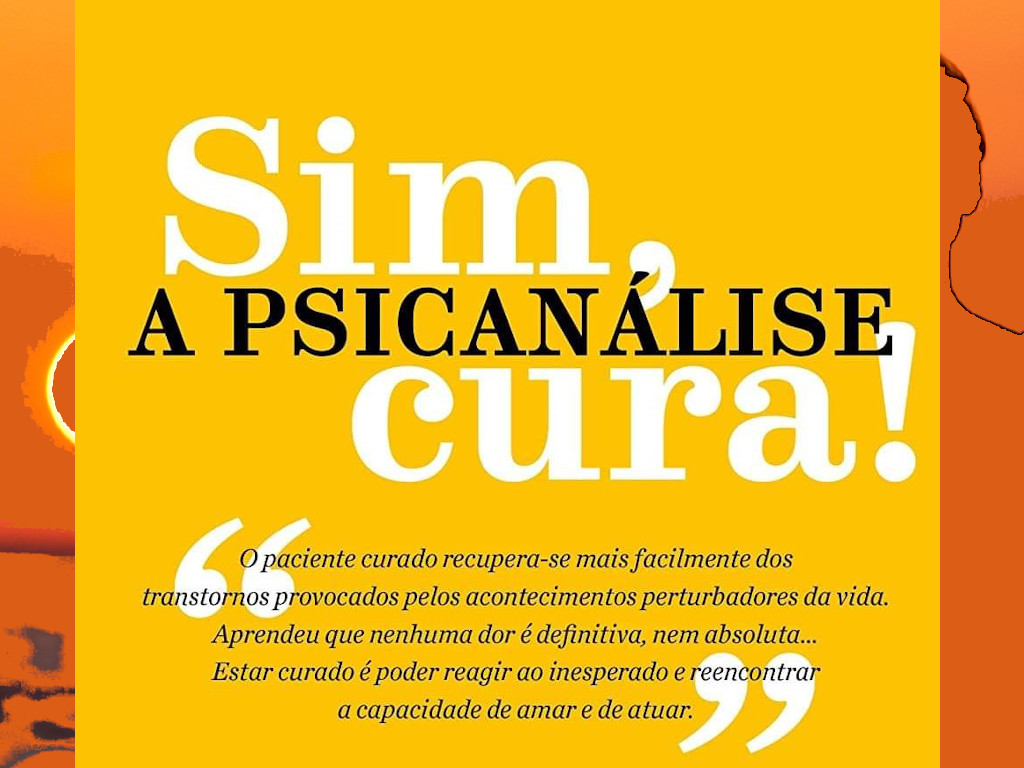 Sim,
A PSICANÁLISE
cura!
“O paciente curado recupera-se mais facilmente dos
transtornos provocados pelos acontecimentos perturbadores da vida.
Aprendeu que nenhuma dor é definitiva, nem absoluta...
Estar curado é poder reagir ao inesperado e reencontrar
a capacidade de amar e de atuar.”